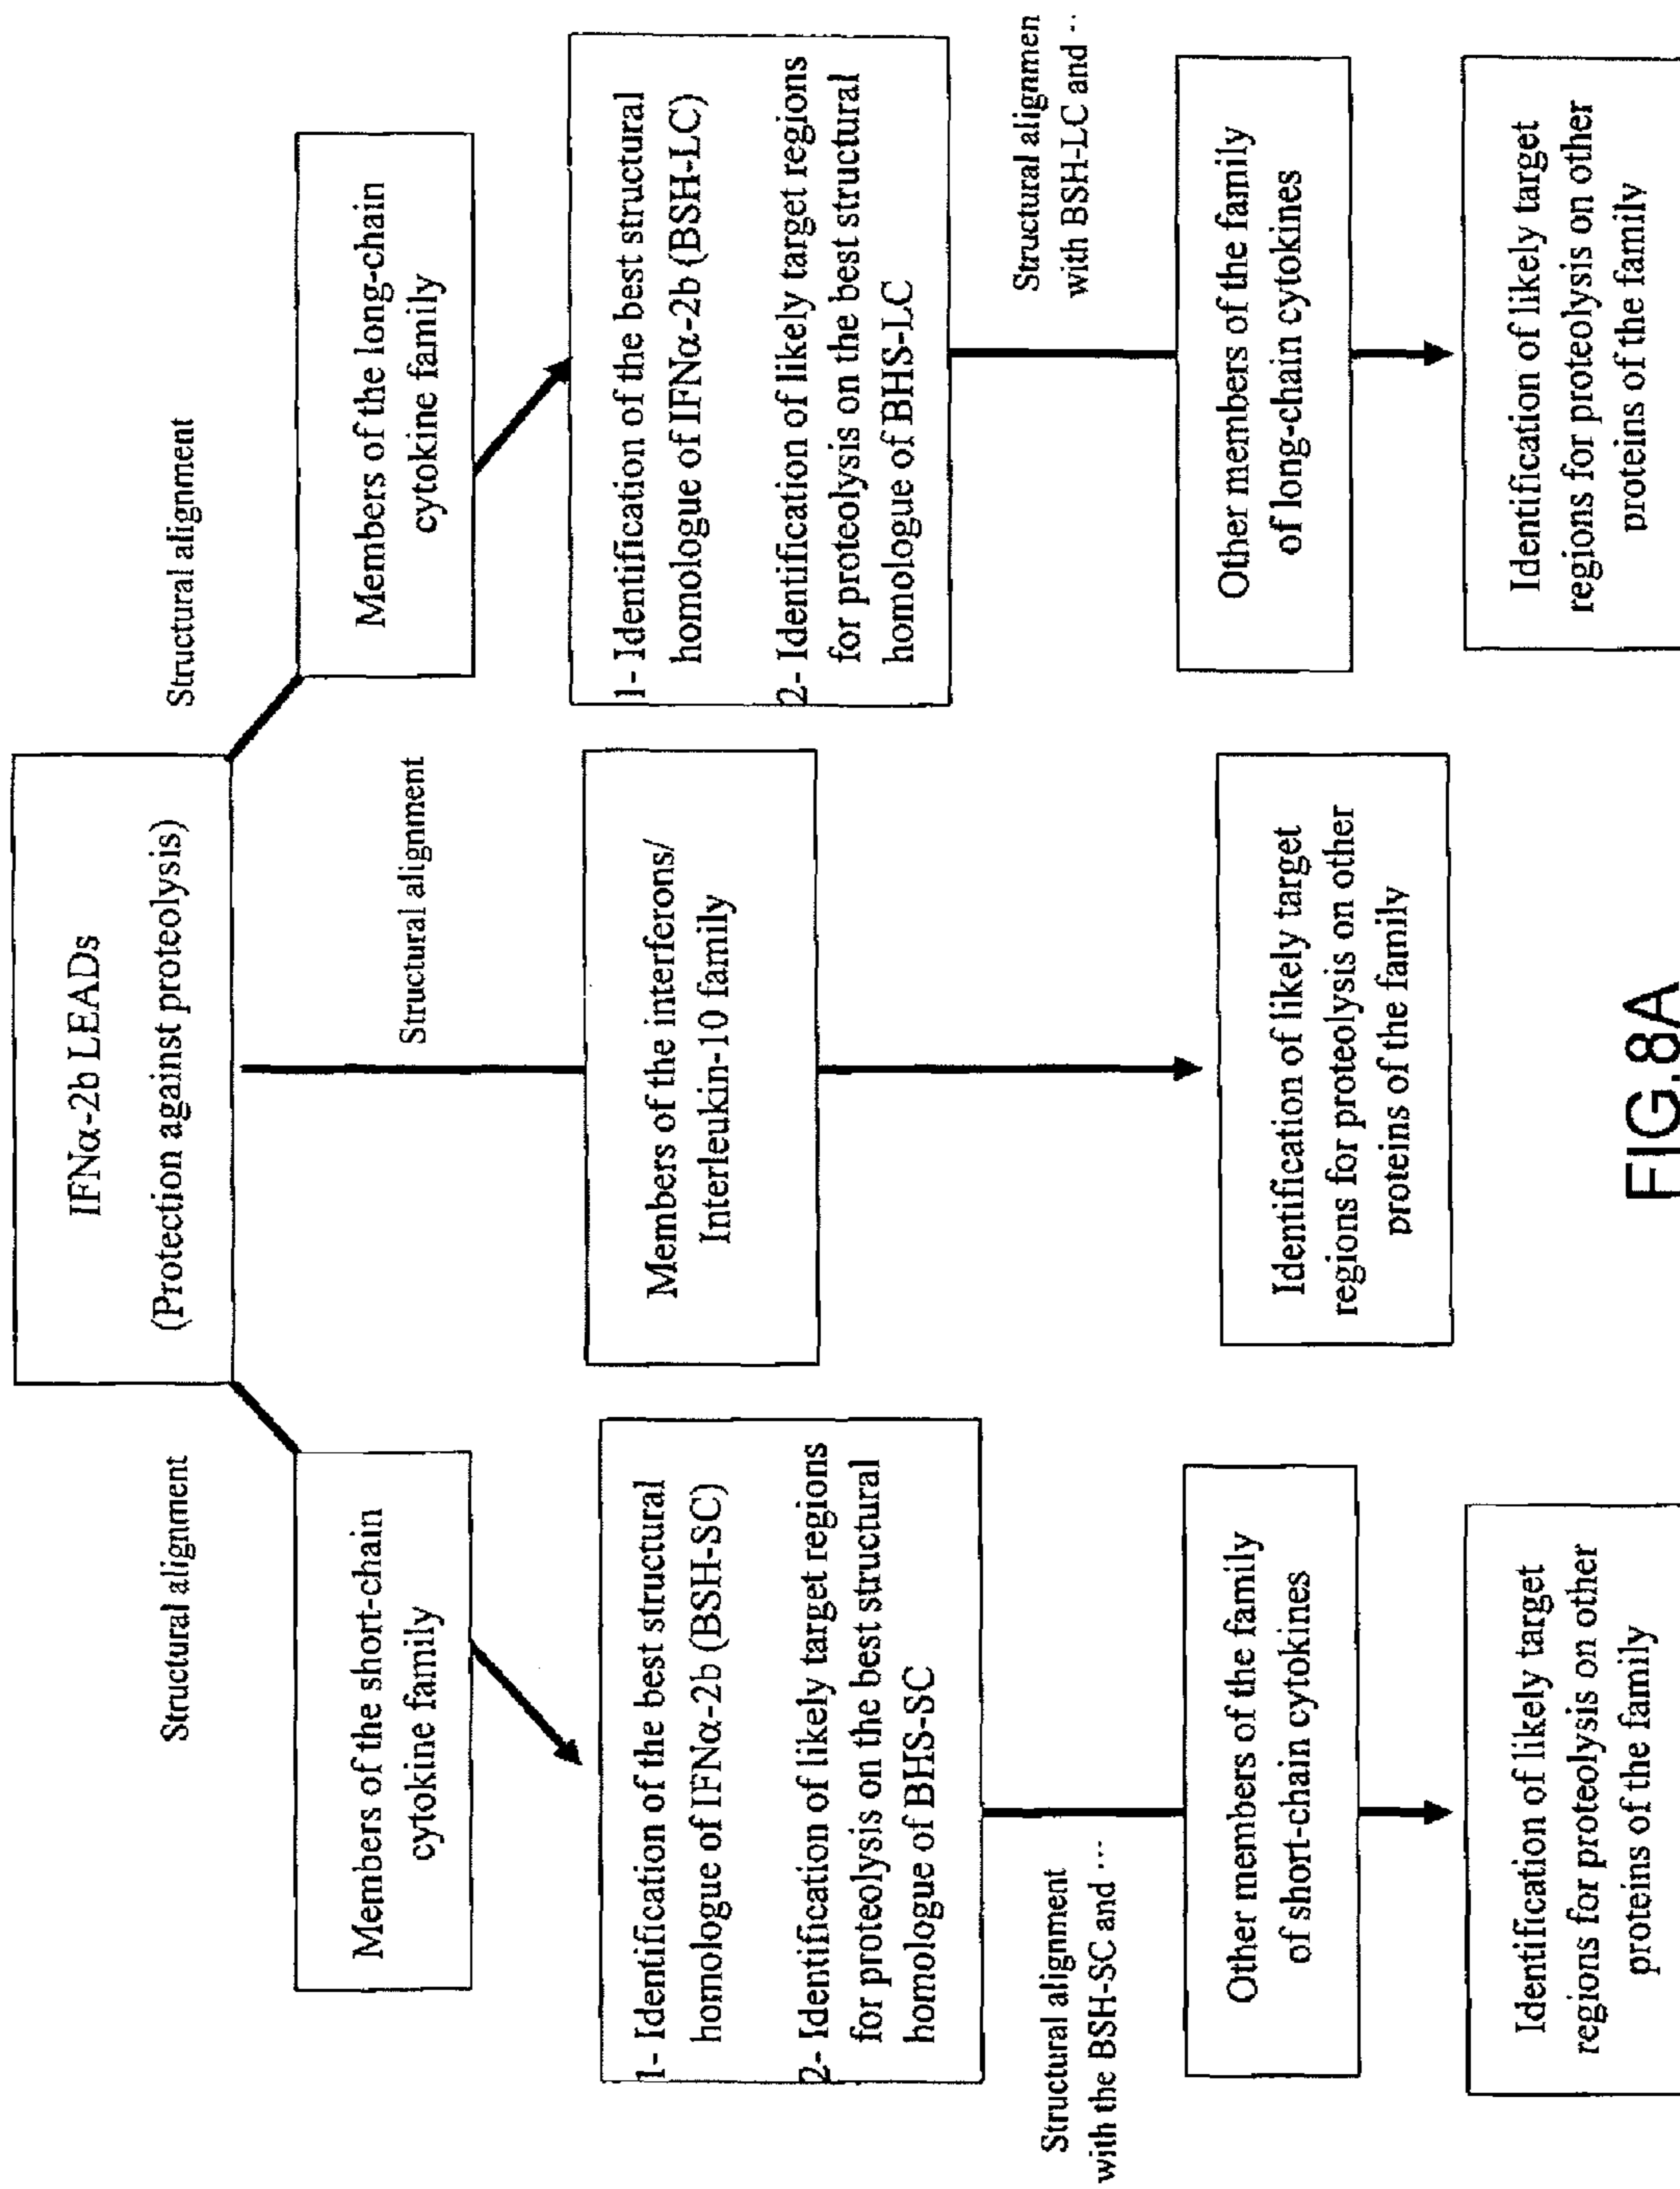 IFNα-2b LEADs
(Protection against proteolysis)
Structural alignment
Structural alignment
Structural alignment
Members of the short-chain
cytokine family
1- Identification of the best structural
homologue of IFNα-2b (BSH-SC)
2- Identification of likely target regions
for proteolysis on the best structural
homologue of BHS-SC
Structural alignment
with the BSH-SC and ...
Other members of the family
of short-chain cytokines
Identification of likely target
regions for proteolysis on other
proteins of the family
Members of the interferons/
Interleukin-10 family
Identification of likely target
regions for proteolysis on other
proteins of the family
Members of the long-chain
cytokine family
1- Identification of the best structural
homologue of IFNα-2b (BSH-LC)
2- Identification of likely target regions
for proteolysis on the best structural
homologue of BHS-LC
Structural alignmen
with BSH-LC and ..
Other members of the family
of long-chain cytokines
Identification of likely target
regions for proteolysis on other
proteins of the family
FIG.8A